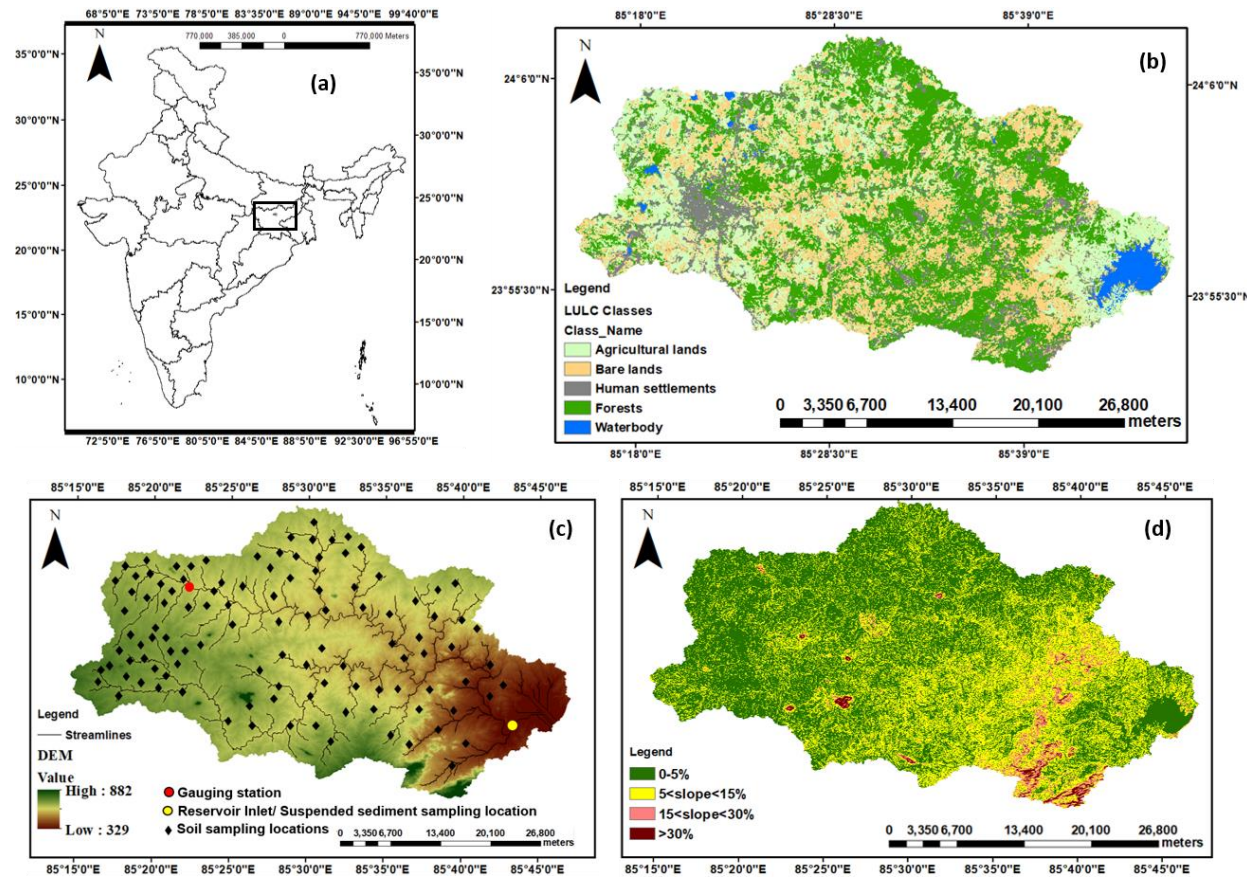 68°5'0"E 73°5'0"E 78°5'0"E 83°35'0"E 88°5'0"E 94°5'0"E 99°40'0"E
770,000 385,000 0 770,000 Meters
N
(a)
35°0'0"N
30°0'0"N
25°0'0"N
20°0'0"N
15°0'0"N
10°0'0"N
35°0'0"N
30°0'0"N
25°0'0"N
20°0'0"N
15°0'0"N
10°0'0"N
72°5'0"E 76°5'0"E 80°5'0"E 84°5'0"E 88°5'0"E 92°30'0"E 96°55'0"E
85°18'0"E 85°28'30"E 85°39'0"E
N
(b)
24°6'0"N
23°55'30"N
24°6'0"N
23°55'30"N
Legend
LULC Classes
Class_Name
Agricultural lands
Bare lands
Human settlements
Forests
Waterbody
0 3,350 6,700 13,400 20,100 26,800
meters
85°18'0"E 85°28'30"E 85°39'0"E
85°15'0"E 85°20'0"E 85°25'0"E 85°30'0"E 85°35'0"E 85°40'0"E 85°45'0"E
N
(c)
Legend
Streamlines
DEM
Value
High : 882
Low : 329
Gauging station
Reservoir Inlet/ Suspended sediment sampling location
Soil sampling locations
0 3,350 6,700 13,400 20,100 26,800
meters
85°15'0"E 85°20'0"E 85°25'0"E 85°30'0"E 85°35'0"E 85°40'0"E 85°45'0"E
85°15'0"E 85°20'0"E 85°25'0"E 85°30'0"E 85°35'0"E 85°40'0"E 85°45'0"E
N
(d)
Legend
0-5%
5<slope<15%
15<slope<30%
>30%
0 3,350 6,700 13,400 20,100 26,800
meters
85°15'0"E 85°20'0"E 85°25'0"E 85°30'0"E 85°35'0"E 85°40'0"E 85°45'0"E